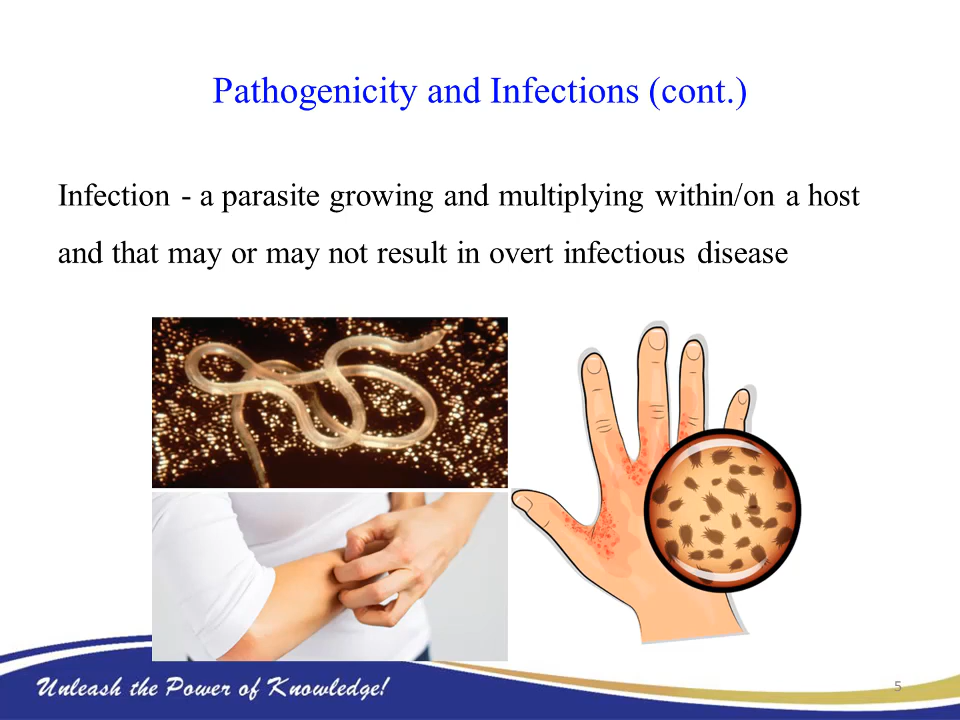 Pathogenicity and Infections (cont.)
Infection - a parasite growing and multiplying within/on a host
and that may or may not result in overt infectious disease
Unleash the Power of Knowledge!
5